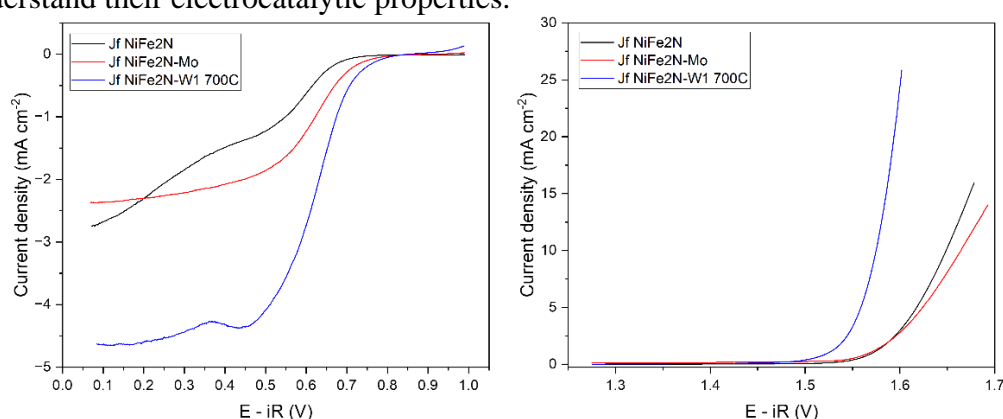 derstand their electrocatalytic properties.
Jf NiFe2N
Jf NiFe2N-Mo
Jf NiFe2N-W1 700C
Current density (mA cm-2)
0
−1
−2
−3
−4
−5
0.0 0.1 0.2 0.3 0.4 0.5 0.6 0.7 0.8 0.9 1.0
E - iR (V)
Jf NiFe2N
Jf NiFe2N-Mo
Jf NiFe2N-W1 700C
Current density (mA cm-2)
30
25
20
15
10
5
0
1.3 1.4 1.5 1.6 1.7
E - iR (V)